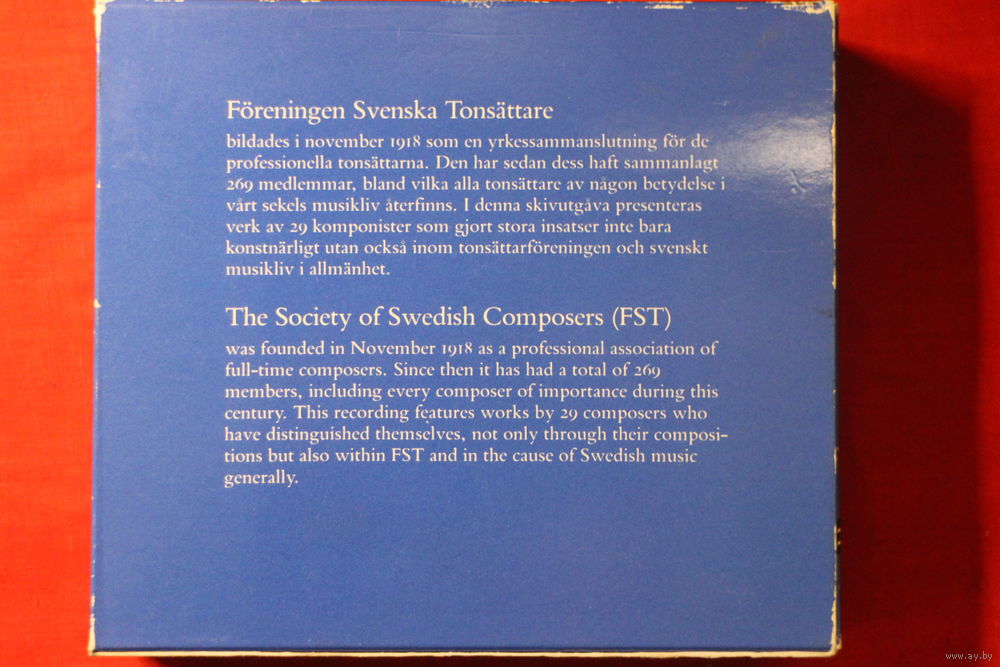 Föreningen Svenska Tonsättare
bildades i november 1918 som en yrkessammanslutning för de
professionella tonsättarna. Den har sedan dess haft sammanlagt
269 medlemmar, bland vilka alla tonsättare av någon betydelse i
vårt sekels musikliv återfinns. I denna skivutgåva presenteras
verk av 29 komponister som gjort stora insatser inte bara
konstnärligt utan också inom tonsättarföreningen och svenskt
musikliv i allmänhet.
The Society of Swedish Composers (FST)
was founded in November 1918 as a professional association of
full-time composers. Since then it has had a total of 269
members, including every composer of importance during this
century. This recording features works by 29 composers who
have distinguished themselves, not only through their composi-
tions but also within FST and in the cause of Swedish music
generally.
www.ay.by